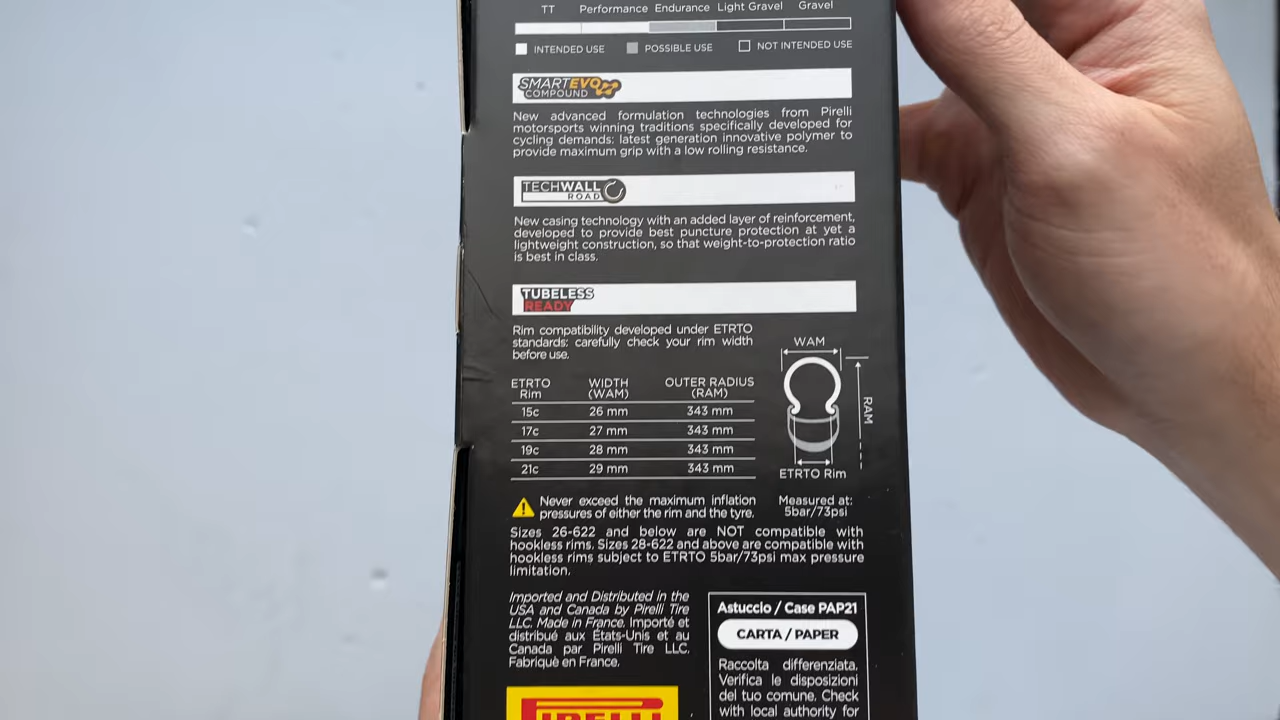 TT Performance Endurance Light Gravel Gravel
INTENDED USE POSSIBLE USE NOT INTENDED USE
SMARTEVO
COMPOUND
New advanced formulation technologies from Pirelli
motorsports winning traditions specifically developed for
cycling demands: latest generation innovative polymer to
provide maximum grip with a low rolling resistance.
TECHWALL
ROAD
New casing technology with an added layer of reinforcement,
developed to provide best puncture protection at yet a
lightweight construction, so that weight-to-protection ratio
is best in class.
TUBELESS
READY
Rim compatibility developed under ETRTO
standards: carefully check your rim width
before use.
ETRTO Rim WIDTH (WAM) OUTER RADIUS (RAM)
15c 26 mm 343 mm
17c 27 mm 343 mm
19c 28 mm 343 mm
21c 29 mm 343 mm
WAM
RAM
ETRTO Rim
Never exceed the maximum inflation
pressures of either the rim and the tyre.
Measured at:
5bar/73psi
Sizes 26-622 and below are NOT compatible with
hookless rims. Sizes 28-622 and above are compatible with
hookless rims subject to ETRTO 5bar/73psi max pressure
limitation.
Imported and Distributed in the
USA and Canada by Pirelli Tire
LLC. Made in France. Importé et
distribué aux États-Unis et au
Canada par Pirelli Tire LLC.
Fabriquè en France.
IRELLI
Astuccio / Case PAP21
CARTA / PAPER
Raccolta differenziata.
Verifica le disposizioni
del tuo comune. Check
with local authority for